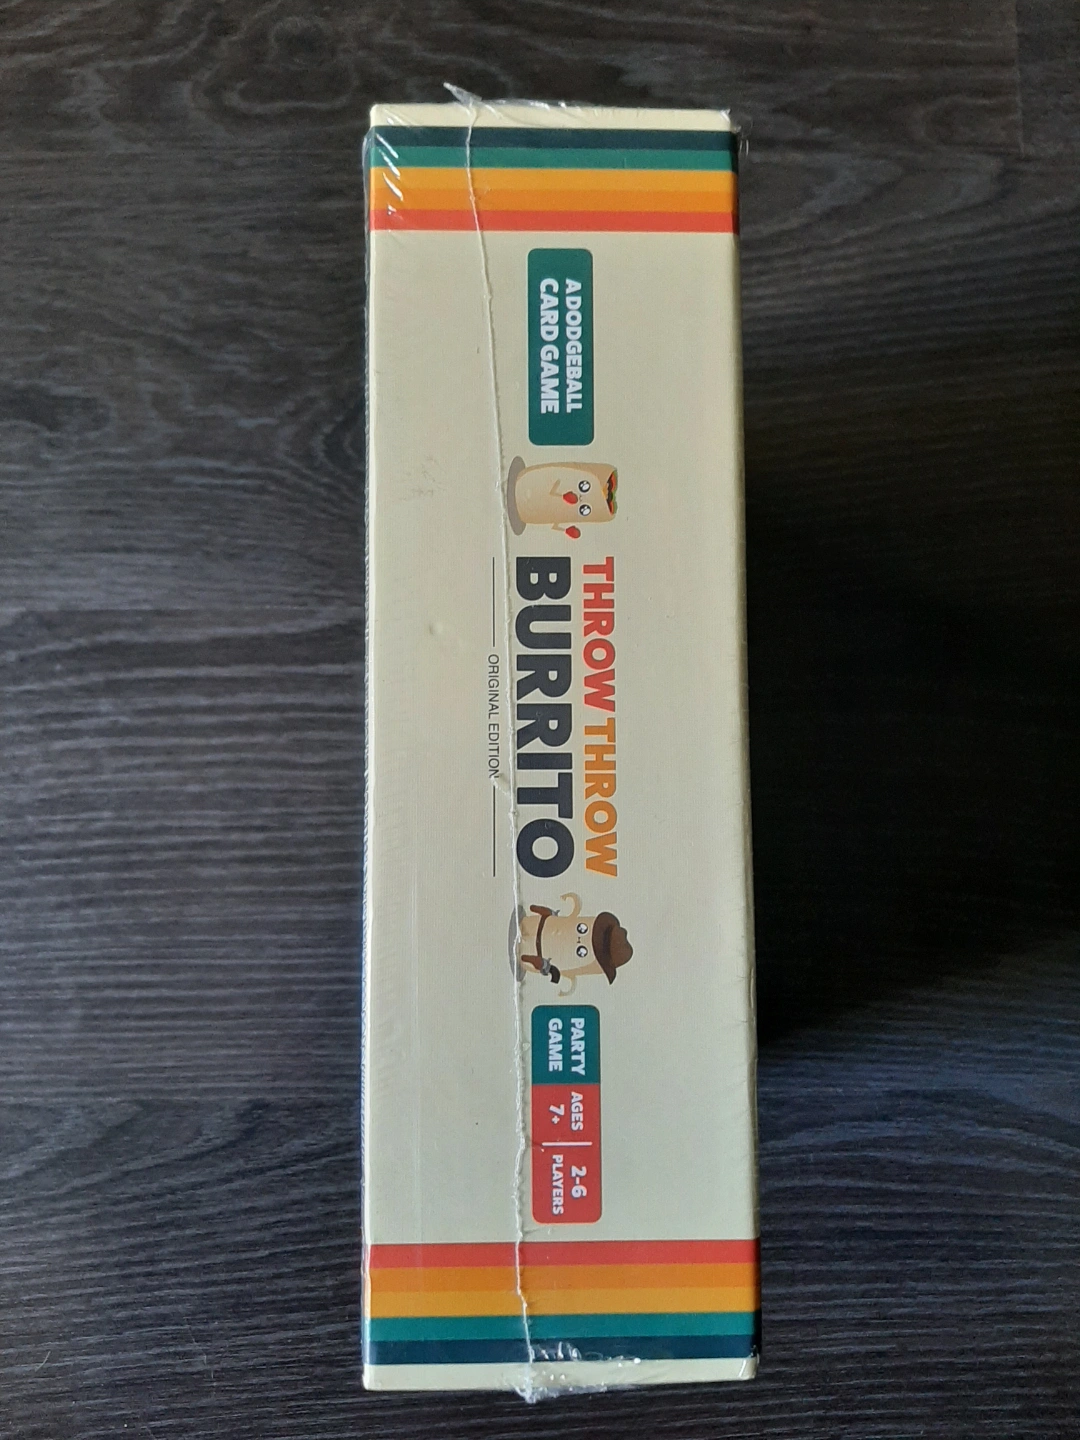 A DODGEBALL
CARD GAME
THROW THROW
BURRITO
ORIGINAL EDITION
PARTY
GAME
AGES
7+
2-6
PLAYERS